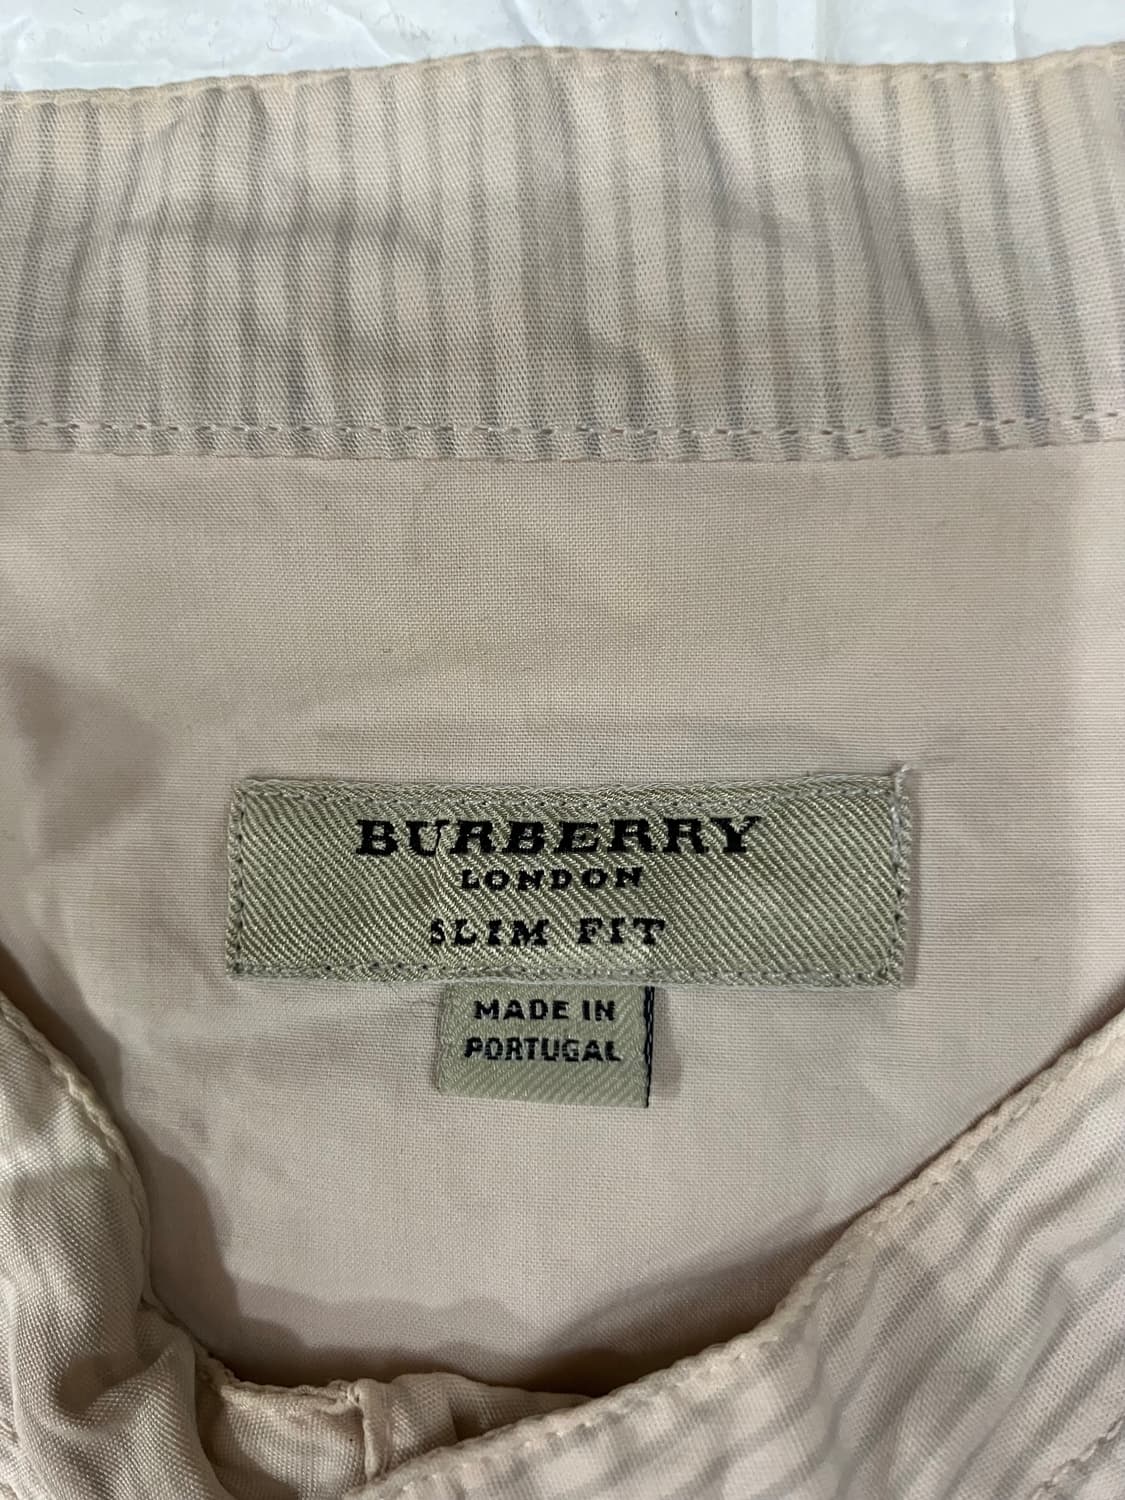 BURBERRY
LONDON
SLIM FIT
MADE IN
PORTUGAL